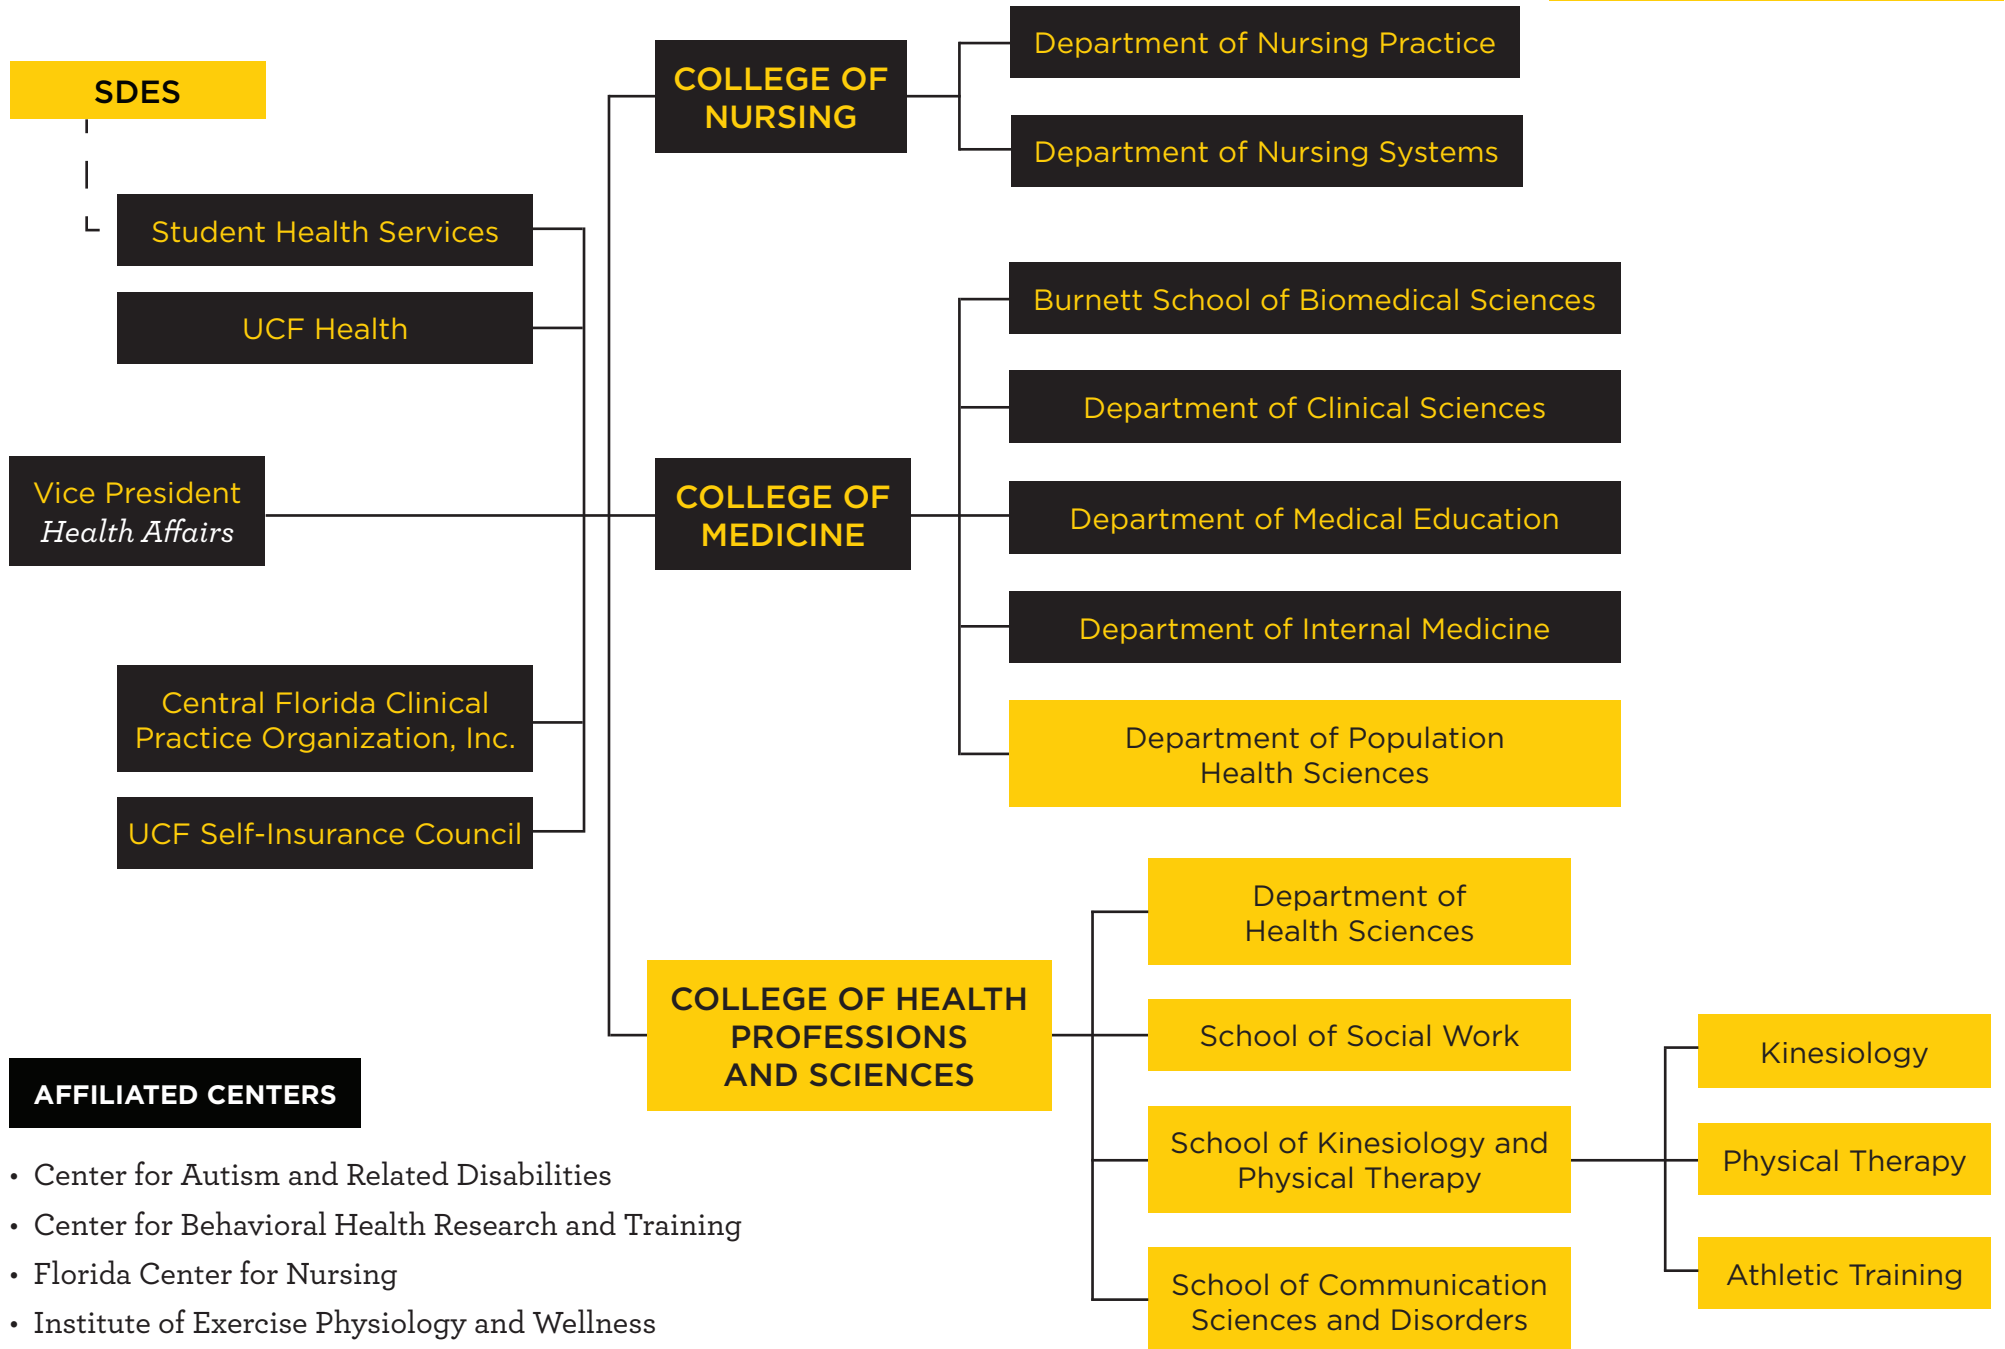 SDES
Student Health Services
UCF Health
Vice President
Health Affairs
Central Florida Clinical
Practice Organization, Inc.
UCF Self-Insurance Council
COLLEGE OF
NURSING
Department of Nursing Practice
Department of Nursing Systems
COLLEGE OF
MEDICINE
Burnett School of Biomedical Sciences
Department of Clinical Sciences
Department of Medical Education
Department of Internal Medicine
Department of Population
Health Sciences
COLLEGE OF HEALTH
PROFESSIONS
AND SCIENCES
Department of
Health Sciences
School of Social Work
School of Kinesiology and
Physical Therapy
School of Communication
Sciences and Disorders
Kinesiology
Physical Therapy
Athletic Training
AFFILIATED CENTERS
• Center for Autism and Related Disabilities
• Center for Behavioral Health Research and Training
• Florida Center for Nursing
• Institute of Exercise Physiology and Wellness